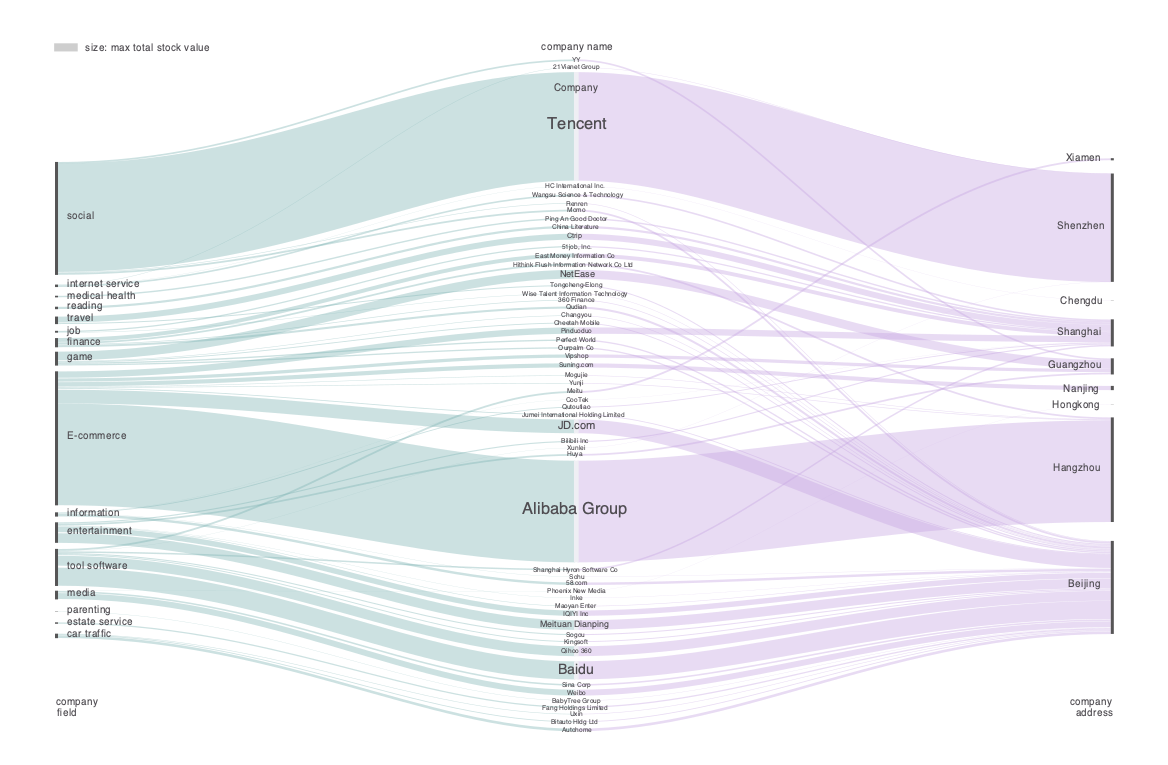 size: max total stock value
company name
YY
21Vianet Group
Company
Tencent
HC International Inc.
Wangsu Science & Technology
Renren
Momo
Ping An Good Doctor
China Literature
Ctrip
51job, Inc.
East Money Information Co
Hithink Flush Information Network Co Ltd
NetEase
Tongcheng-Elong
Wise Talent Information Technology
360 Finance
Qudian
Changyou
Cheetah Mobile
Pinduoduo
Perfect World
Ourpalm Co
Vipshop
Suning.com
Mogujie
Yunji
Meitu
CooTek
Qutoutiao
Jumei International Holding Limited
JD.com
Bilibili Inc
Xunlei
Huya
Alibaba Group
Shanghai Hyron Software Co
Sohu
58.com
Phoenix New Media
Inke
Maoyan Enter
iQIYI Inc
Meituan Dianping
Sogou
Kingsoft
Qihoo 360
Baidu
Sina Corp
Weibo
BabyTree Group
Fang Holdings Limited
Uxin
Bitauto Hldg Ltd
Autohome
social
internet service
medical health
reading
travel
job
finance
game
E-commerce
information
entertainment
tool software
media
parenting
estate service
car traffic
company
field
Xiamen
Shenzhen
Chengdu
Shanghai
Guangzhou
Nanjing
Hongkong
Hangzhou
Beijing
company
address